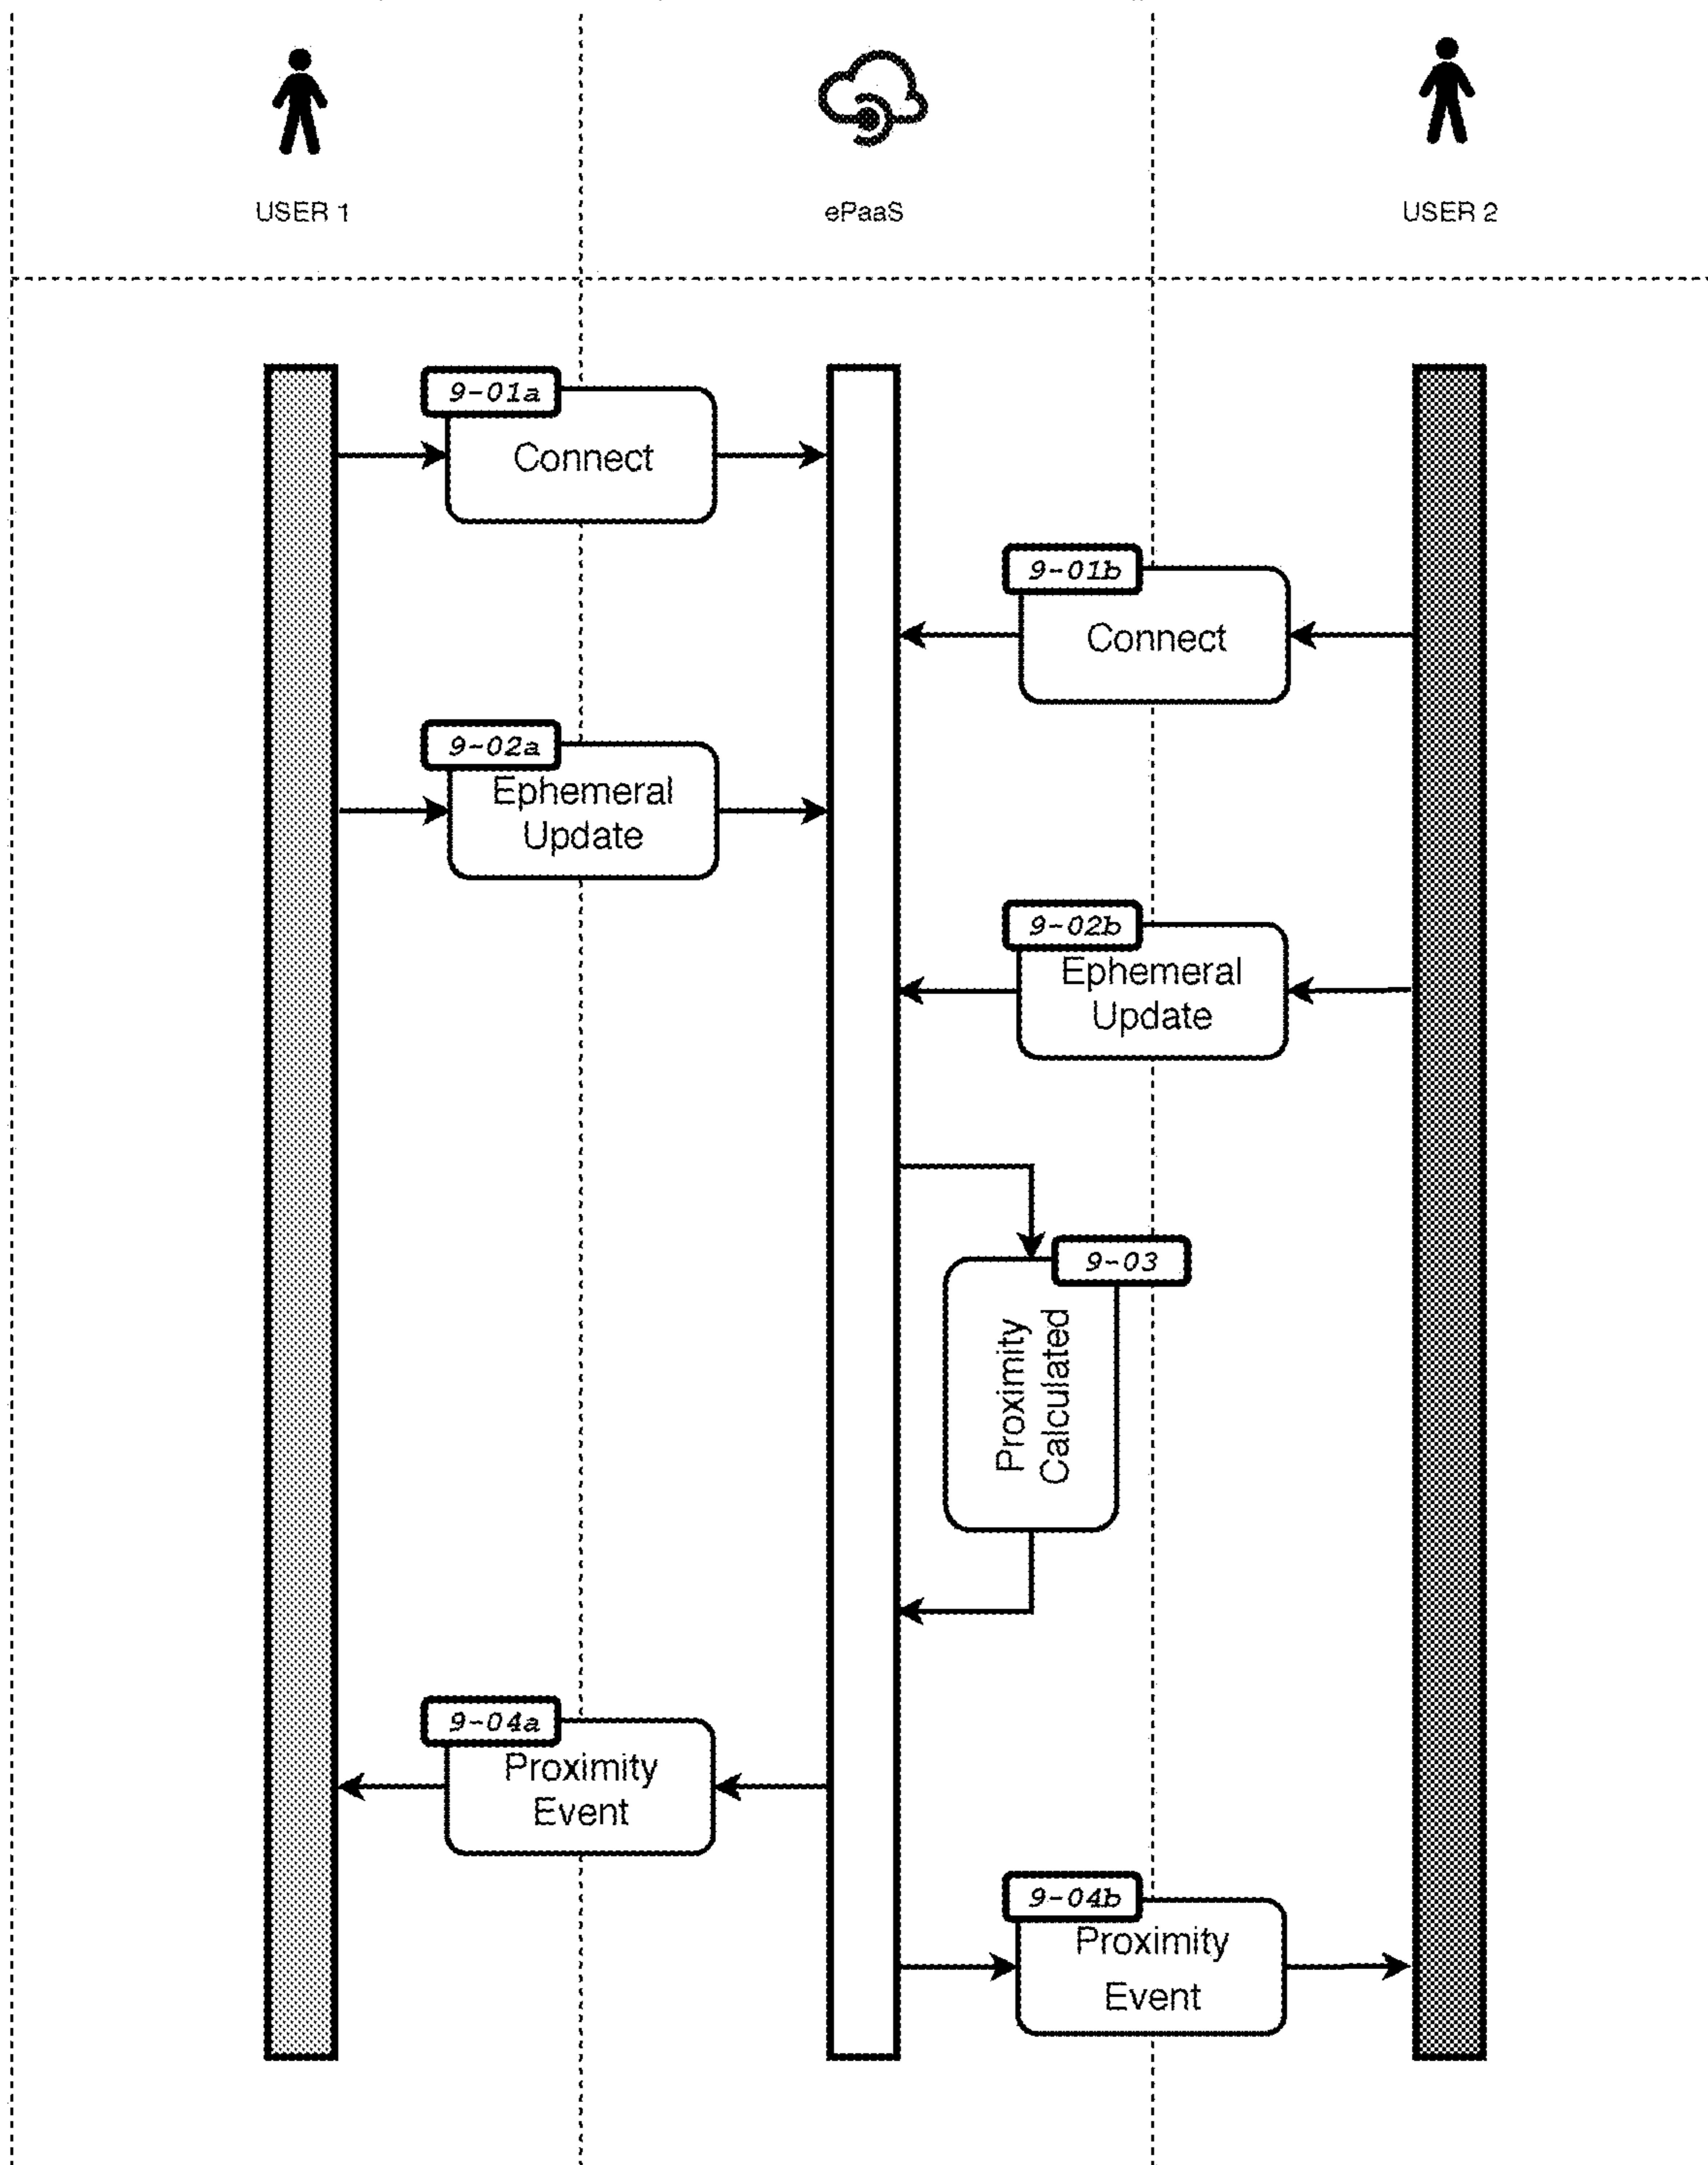 USER 1
ePaaS
USER 2
9-01a
Connect
9-01b
Connect
9-02a
Ephemeral
Update
9-02b
Ephemeral
Update
9-03
Proximity
Calculated
9-04a
Proximity
Event
9-04b
Proximity
Event